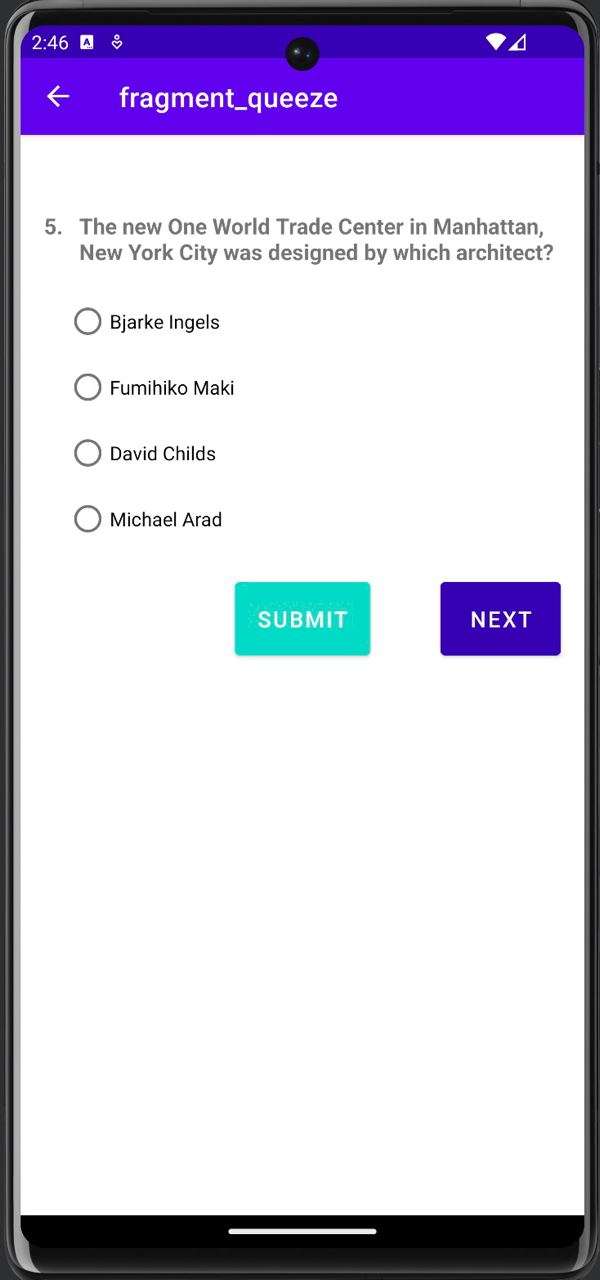 2:46
fragment_queeze
5. The new One World Trade Center in Manhattan,
New York City was designed by which architect?
Bjarke Ingels
Fumihiko Maki
David Childs
Michael Arad
SUBMIT NEXT